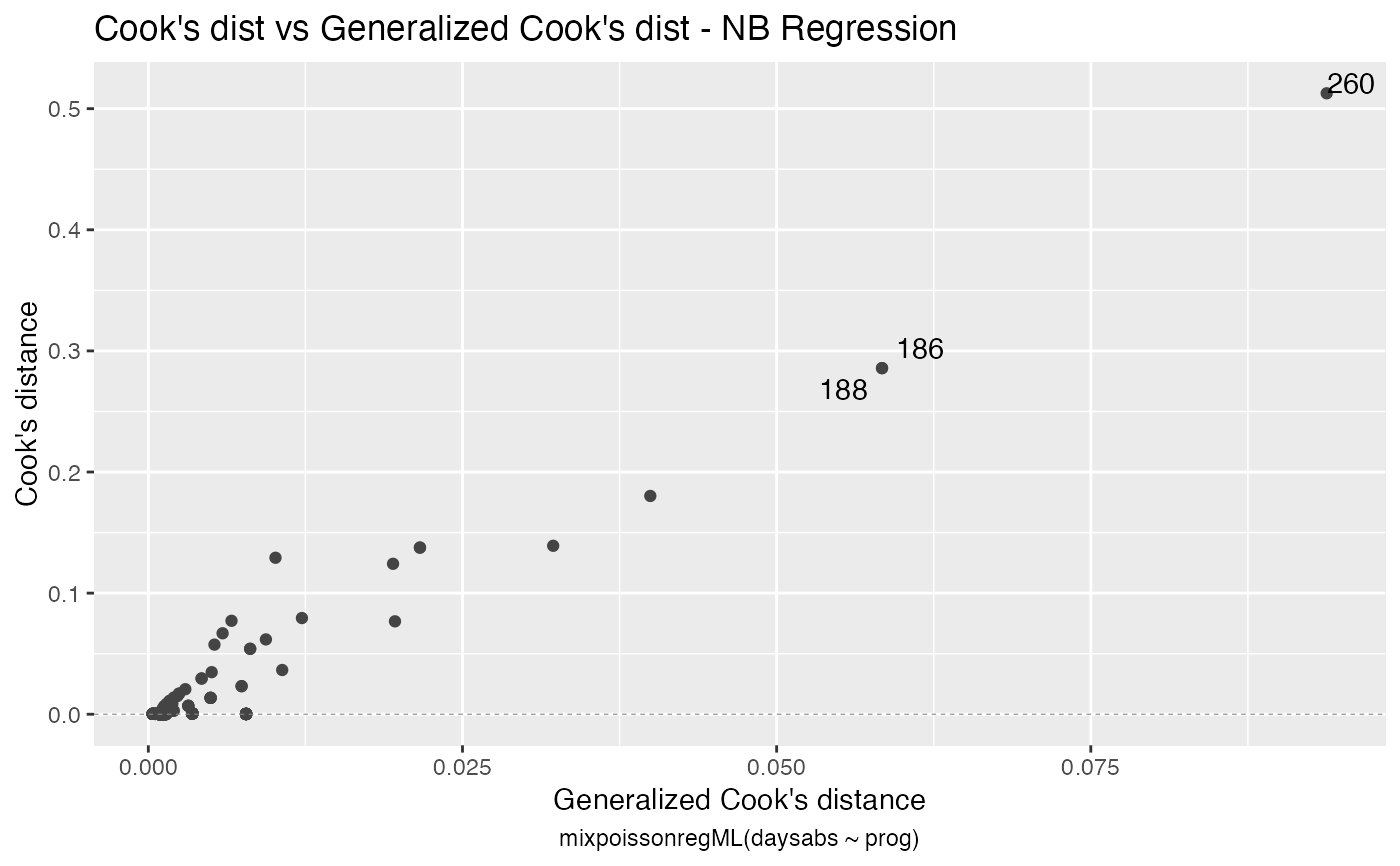 Cook's dist vs Generalized Cook's dist - NB Regression
260
0.5
0.4
186
0.3
188
0.2
0.1
0.0
Cook's distance
0.000 0.025 0.050 0.075
Generalized Cook's distance
mixpoissonregML(daysabs ~ prog)